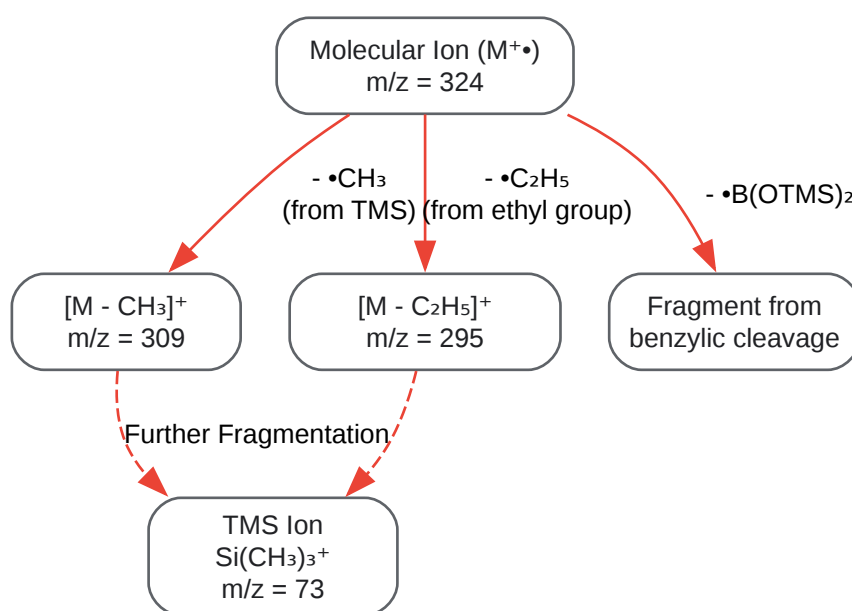 Molecular Ion (M⁺•)
m/z = 324
- •CH₃
(from TMS)
- •C₂H₅
(from ethyl group)
- •B(OTMS)₂
[M - CH₃]⁺
m/z = 309
[M - C₂H₅]⁺
m/z = 295
Fragment from
benzylic cleavage
Further Fragmentation
TMS Ion
Si(CH₃)₃⁺
m/z = 73